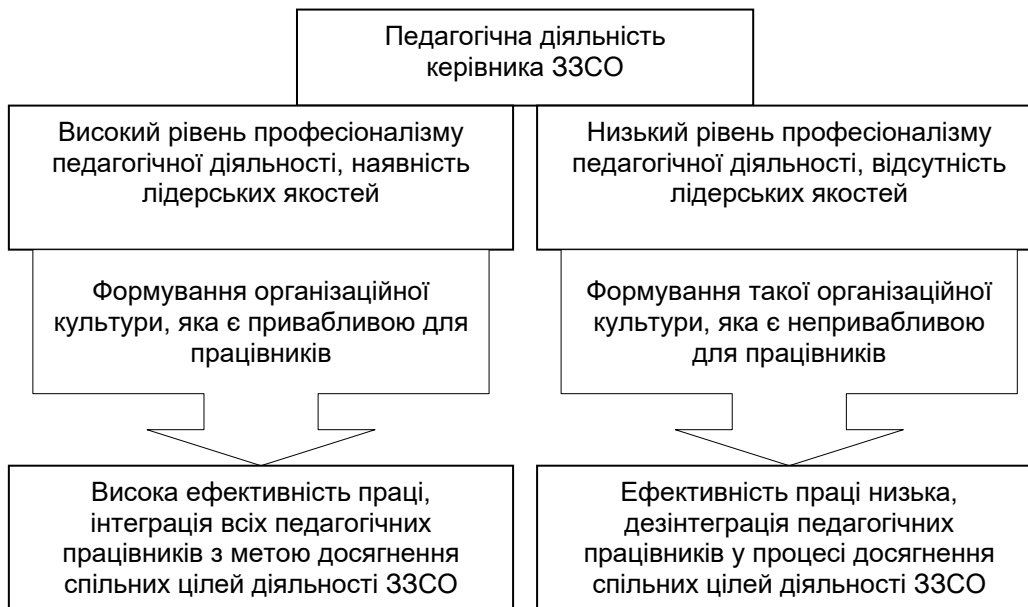 Педагогічна діяльність
керівника ЗЗСО
Високий рівень професіоналізму
педагогічної діяльності, наявність
лідерських якостей
Низький рівень професіоналізму
педагогічної діяльності, відсутність
лідерських якостей
Формування організаційної
культури, яка є привабливою для
працівників
Формування такої організаційної
культури, яка є непривабливою
для працівників
Висока ефективність праці,
інтеграція всіх педагогічних
працівників з метою досягнення
спільних цілей діяльності ЗЗСО
Ефективність праці низька,
дезінтеграція педагогічних
працівників у процесі досягнення
спільних цілей діяльності ЗЗСО